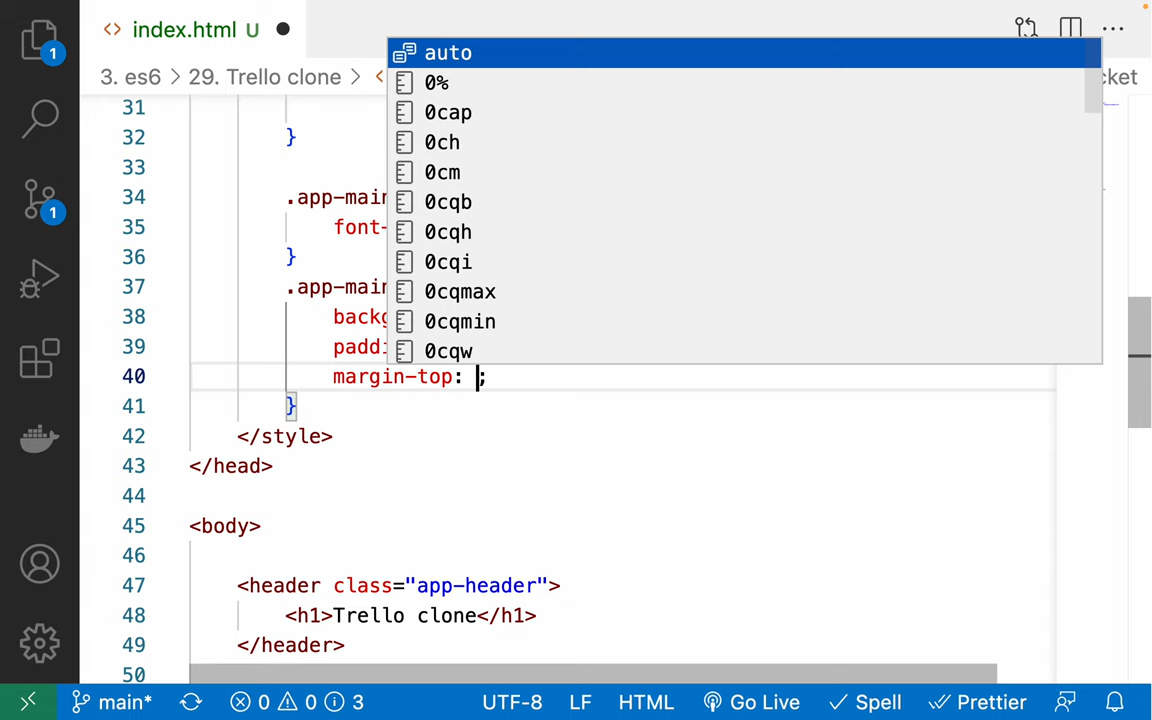 1
1
index.html U
3. es6 > 29. Trello clone > <
cket
auto
0%
0cap
0ch
0cm
0cqb
0cqh
0cqi
0cqmax
0cqmin
0cqw
31
32 }
33
34 .app-main
35 font-
36 }
37 .app-main
38 backg
39 paddi
40 margin-top: ;
41 }
42 </style>
43 </head>
44
45 <body>
46
47 <header class="app-header">
48 <h1>Trello clone</h1>
49 </header>
50
main* 0 0 3 UTF-8 LF HTML Go Live Spell Prettier